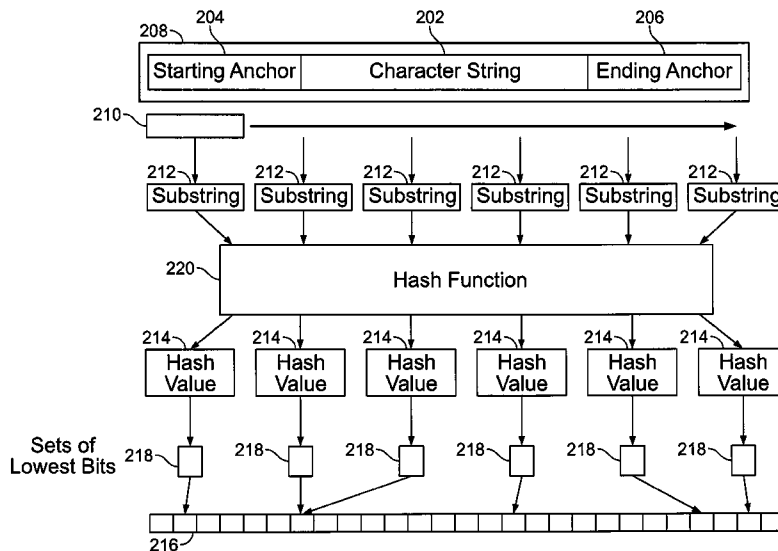 204 202 206
208
Starting Anchor Character String Ending Anchor
210
212 212 212 212 212 212
Substring Substring Substring Substring Substring Substring
220
Hash Function
214 214 214 214 214 214
Hash Hash Hash Hash Hash Hash
Value Value Value Value Value Value
Sets of
Lowest Bits
218 218 218 218 218 218
216